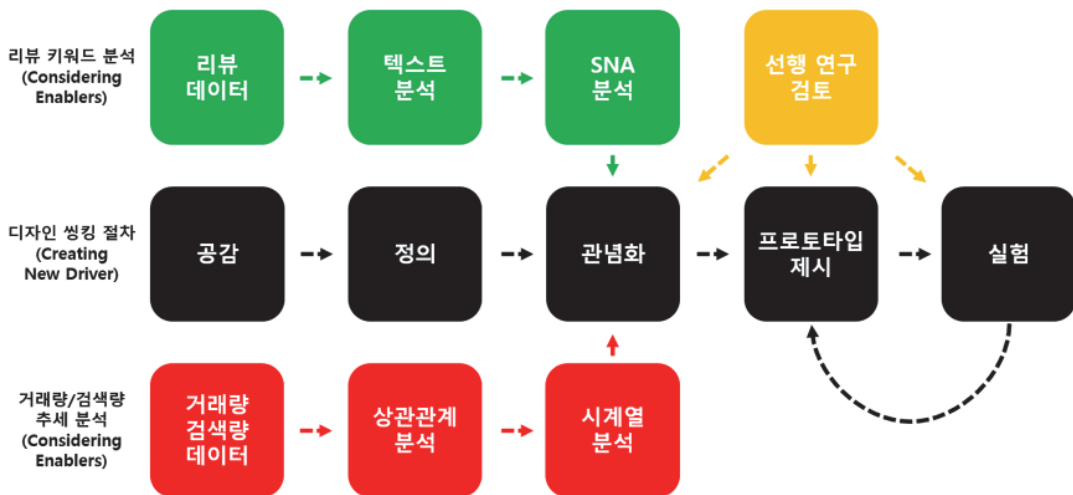 리뷰 키워드 분석
(Considering
Enablers)
리뷰
데이터
텍스트
분석
SNA
분석
선행 연구
검토
디자인 씽킹 절차
(Creating
New Driver)
공감
정의
관념화
프로토타입
제시
실험
거래량/검색량
추세 분석
(Considering
Enablers)
거래량
검색량
데이터
상관관계
분석
시계열
분석